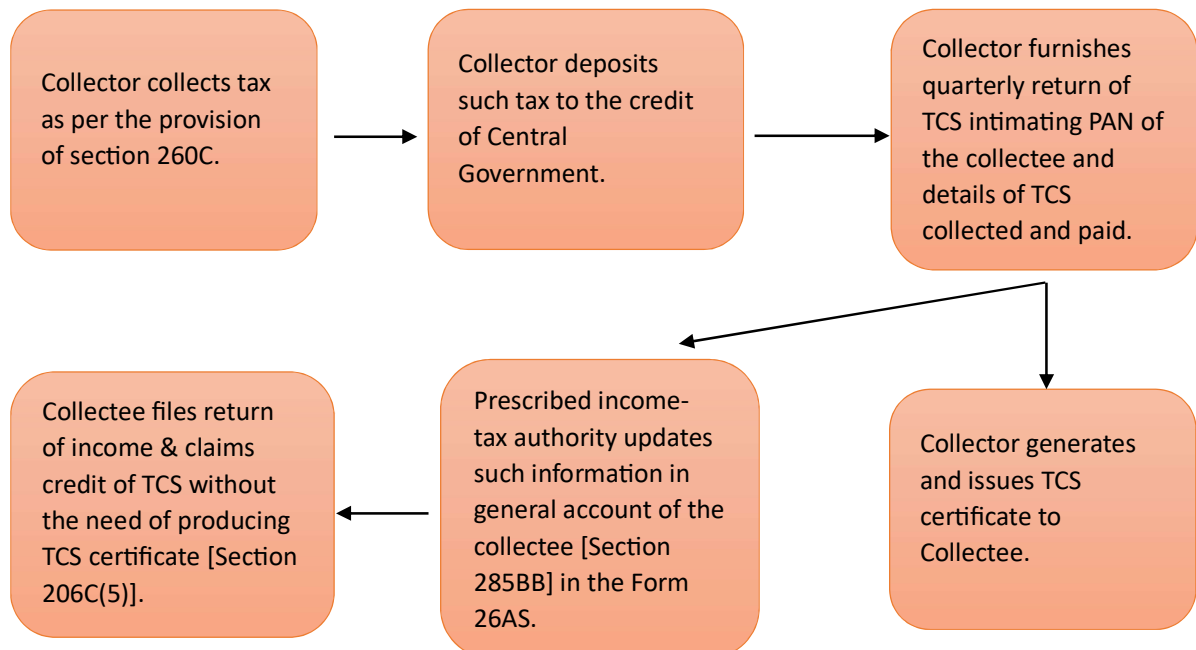 Collector collects tax
as per the provision
of section 260C.
Collector deposits
such tax to the credit
of Central
Government.
Collector furnishes
quarterly return of
TCS intimating PAN of
the collectee and
details of TCS
collected and paid.
Collectee files return
of income & claims
credit of TCS without
the need of producing
TCS certificate [Section
206C(5)].
Prescribed income-
tax authority updates
such information in
general account of the
collectee [Section
285BB] in the Form
26AS.
Collector generates
and issues TCS
certificate to
Collectee.